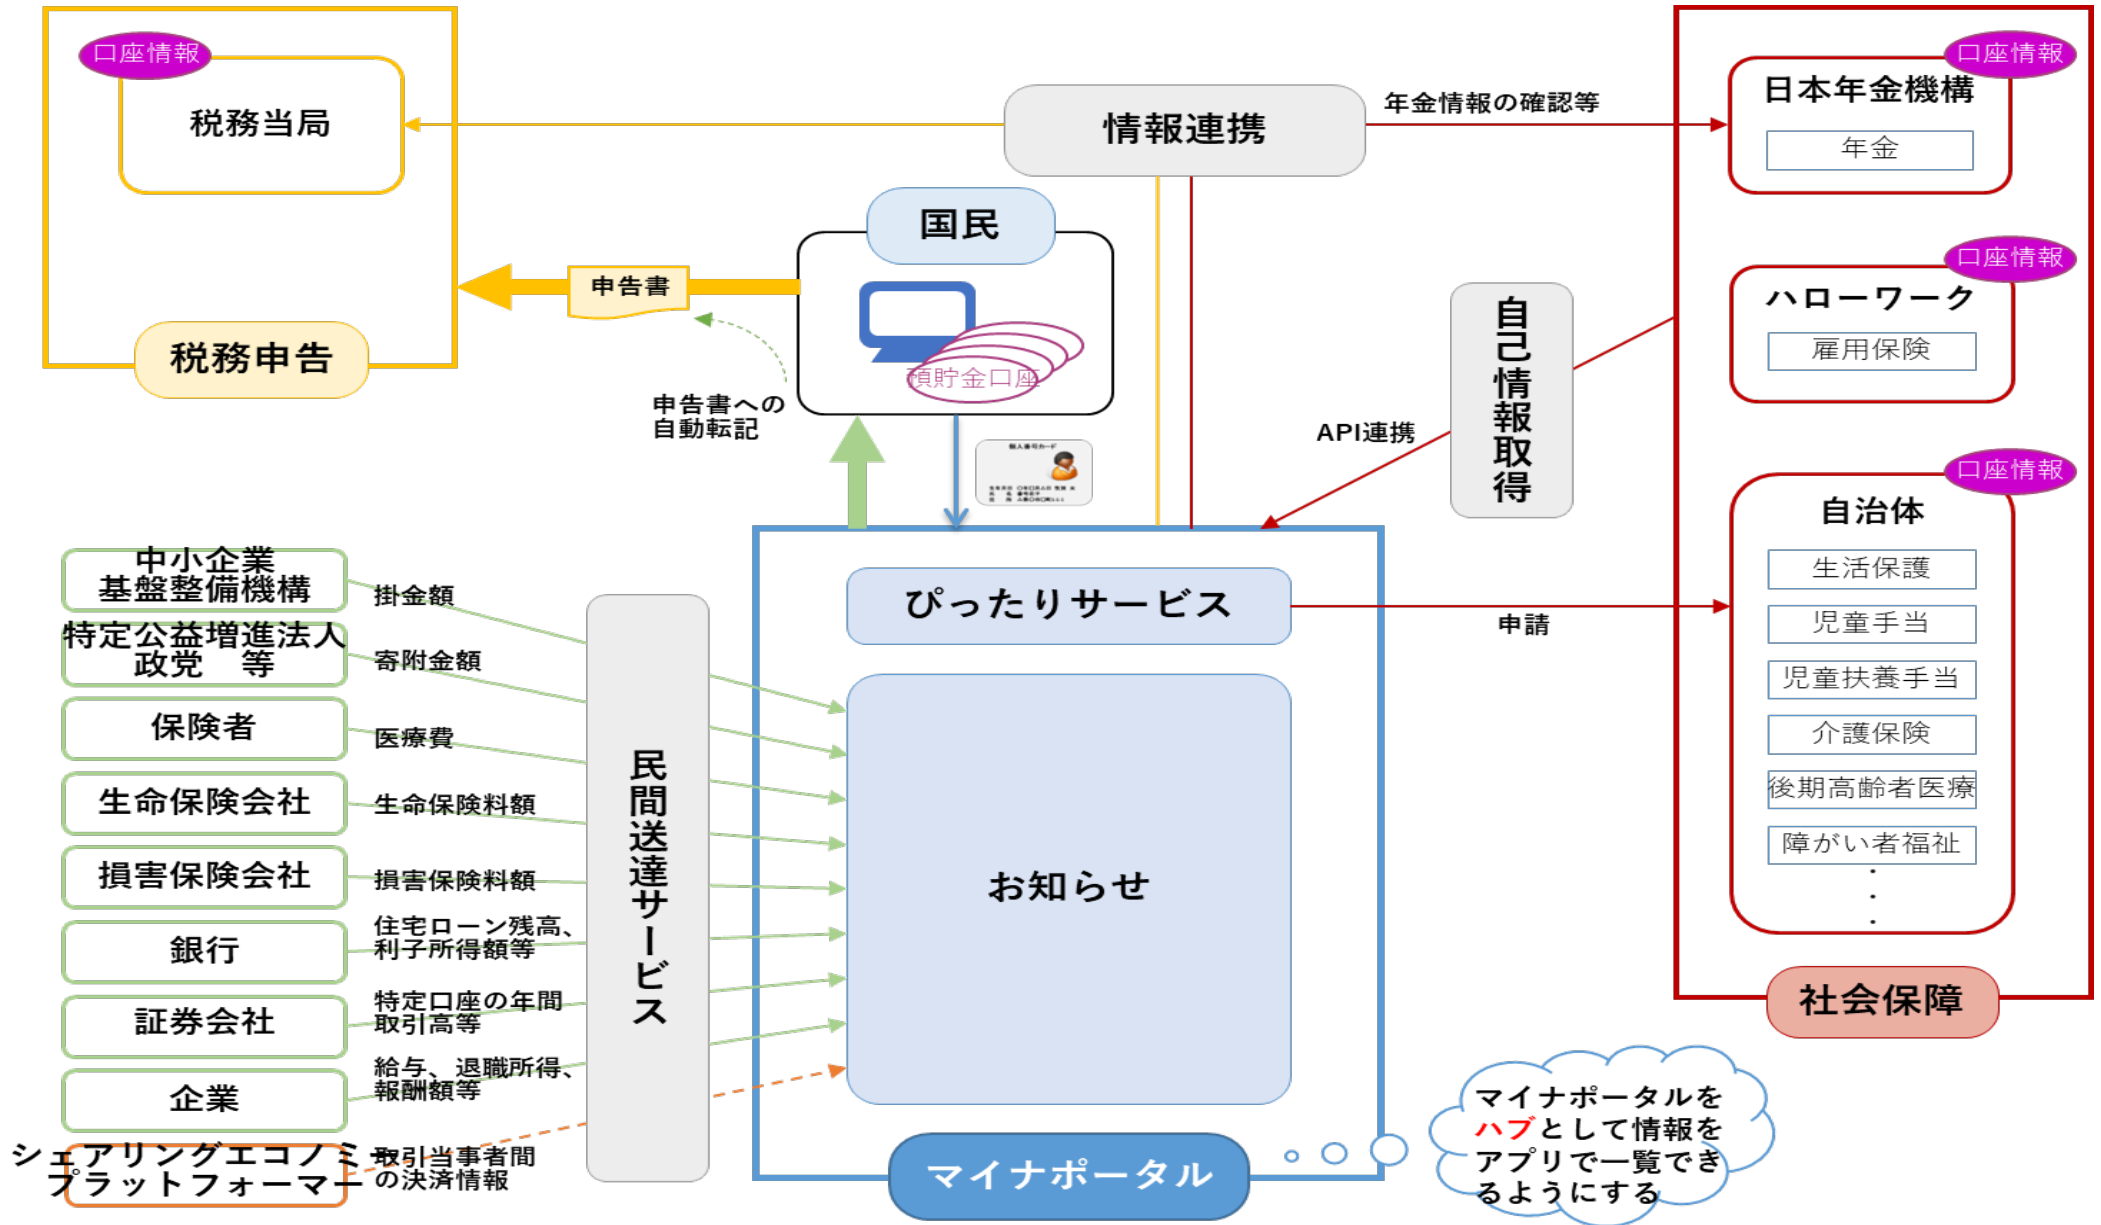 口座情報
税務当局
税務申告
申告書
申告書への
自動転記
国民
預貯金口座
個人番号カード
情報連携
年金情報の確認等
自己情報取得
API連携
口座情報
日本年金機構
年金
口座情報
ハローワーク
雇用保険
口座情報
自治体
生活保護
児童手当
児童扶養手当
介護保険
後期高齢者医療
障がい者福祉
・
・
・
社会保障
申請
ぴったりサービス
お知らせ
マイナポータル
民間送達サービス
中小企業
基盤整備機構
掛金額
特定公益増進法人
政党　等
寄附金額
保険者
医療費
生命保険会社
生命保険料額
損害保険会社
損害保険料額
銀行
住宅ローン残高、
利子所得額等
証券会社
特定口座の年間
取引高等
企業
給与、退職所得、
報酬額等
シェアリングエコノミー
プラットフォーマー
取引当事者間
の決済情報
マイナポータルを
ハブとして情報を
アプリで一覧でき
るようにする